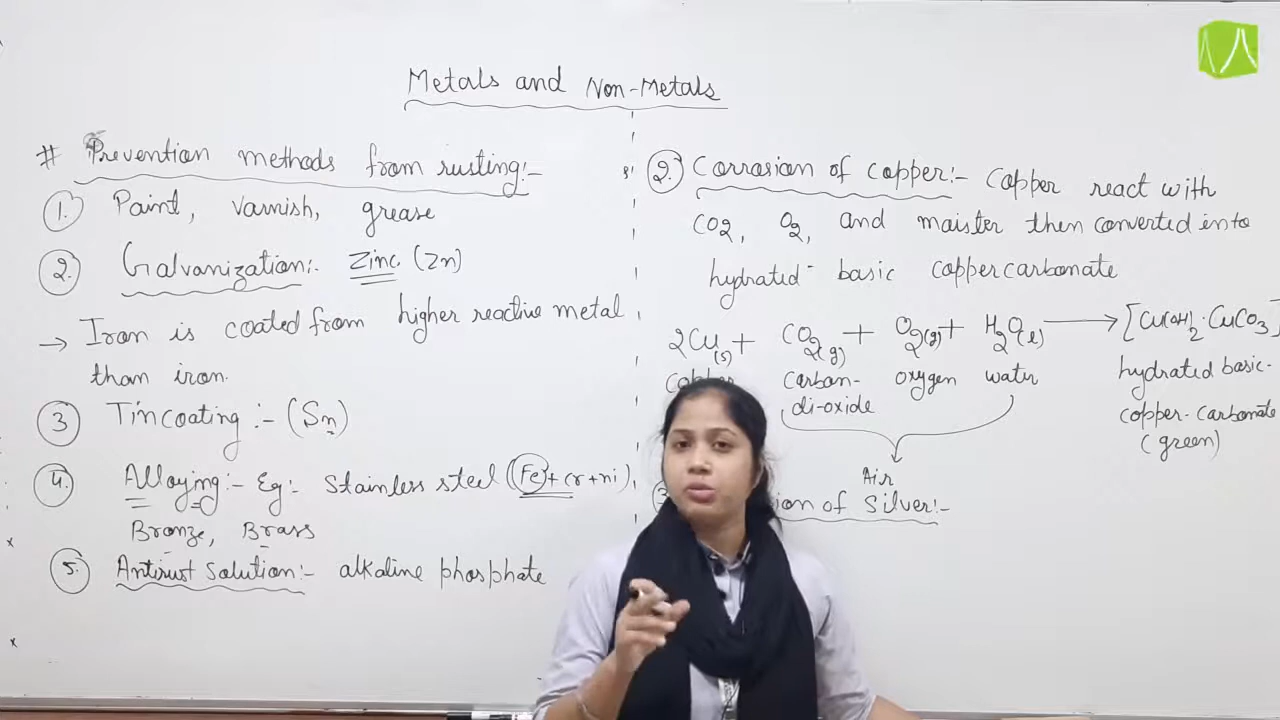 Metals and Non-Metals
# Prevention methods from rusting:-
1. Paint, varnish, grease
2. Galvanization:- Zinc. (Zn)
→ Iron is coated from higher reactive metal
than iron.
3 Tin coating :- (Sn)
4. Alloying:- Eg:- Stainless steel (Fe + Cr + ni),
Bronze, Brass
5. Antirust Solution:- alkaline phosphate
2. Corrosion of copper:- Copper react with
CO2, O2, and maister then converted into
hydrated- basic coppercarbonate
2Cu(s) + CO2(g) + O2(g) + H2O(l) → [Cu(OH)2·CuCO3]
copper carbon- oxygen water hydrated basic-
di-oxide copper-carbonate
(green)
Air
of Silver:-